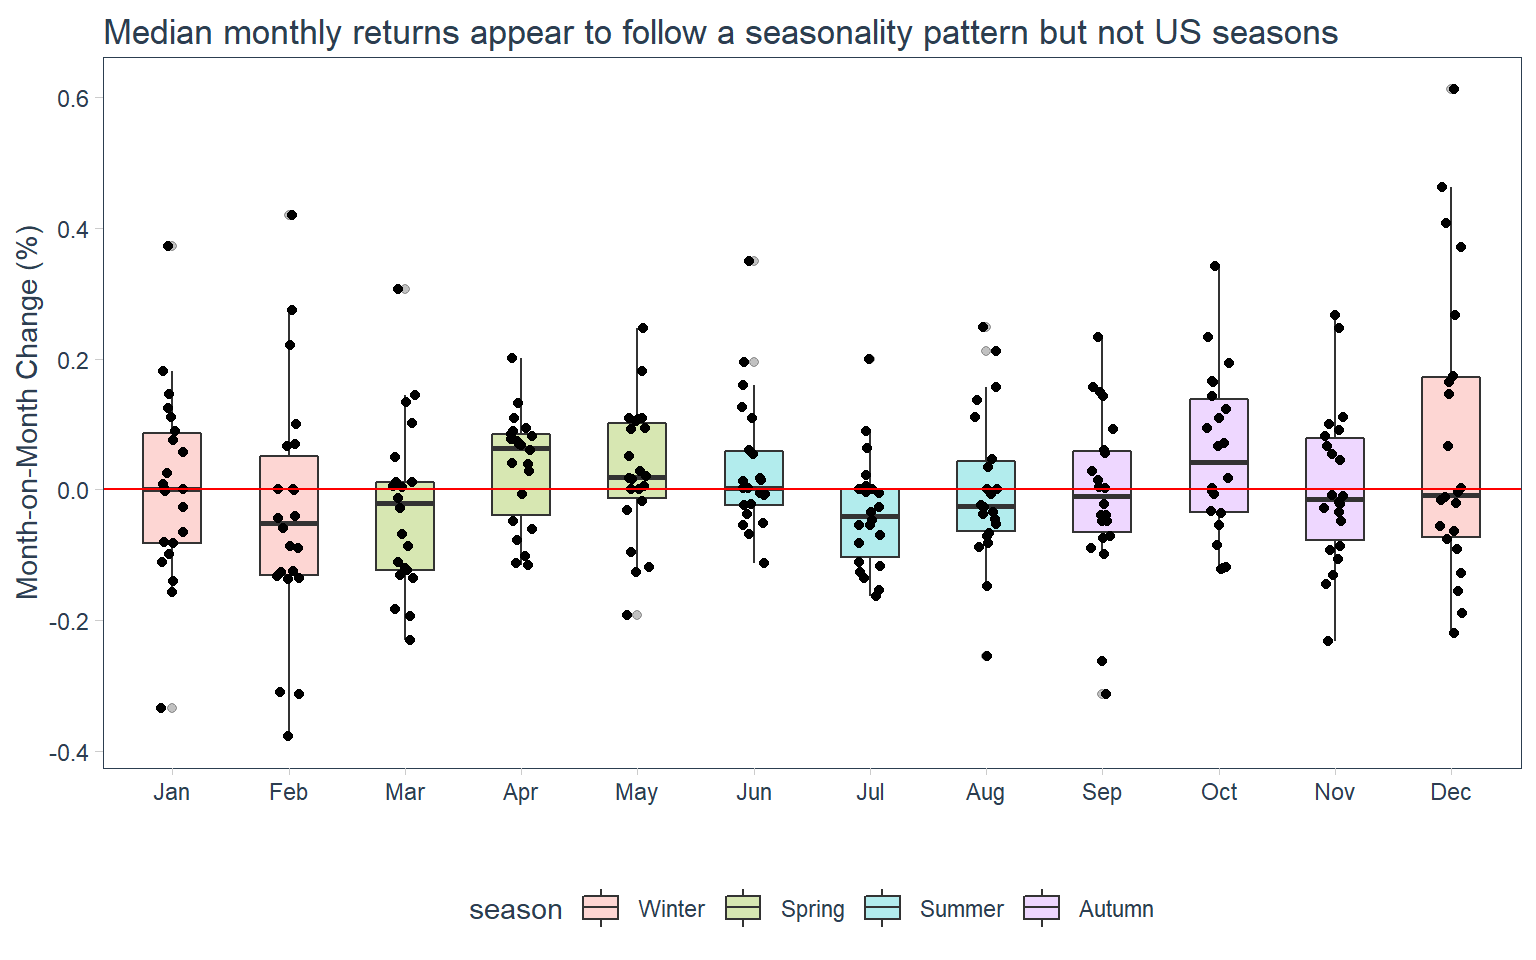 Median monthly returns appear to follow a seasonality pattern but not US seasons
Month-on-Month Change (%)
0.6
0.4
0.2
0.0
-0.2
-0.4
Jan Feb Mar Apr May Jun Jul Aug Sep Oct Nov Dec
season Winter Spring Summer Autumn